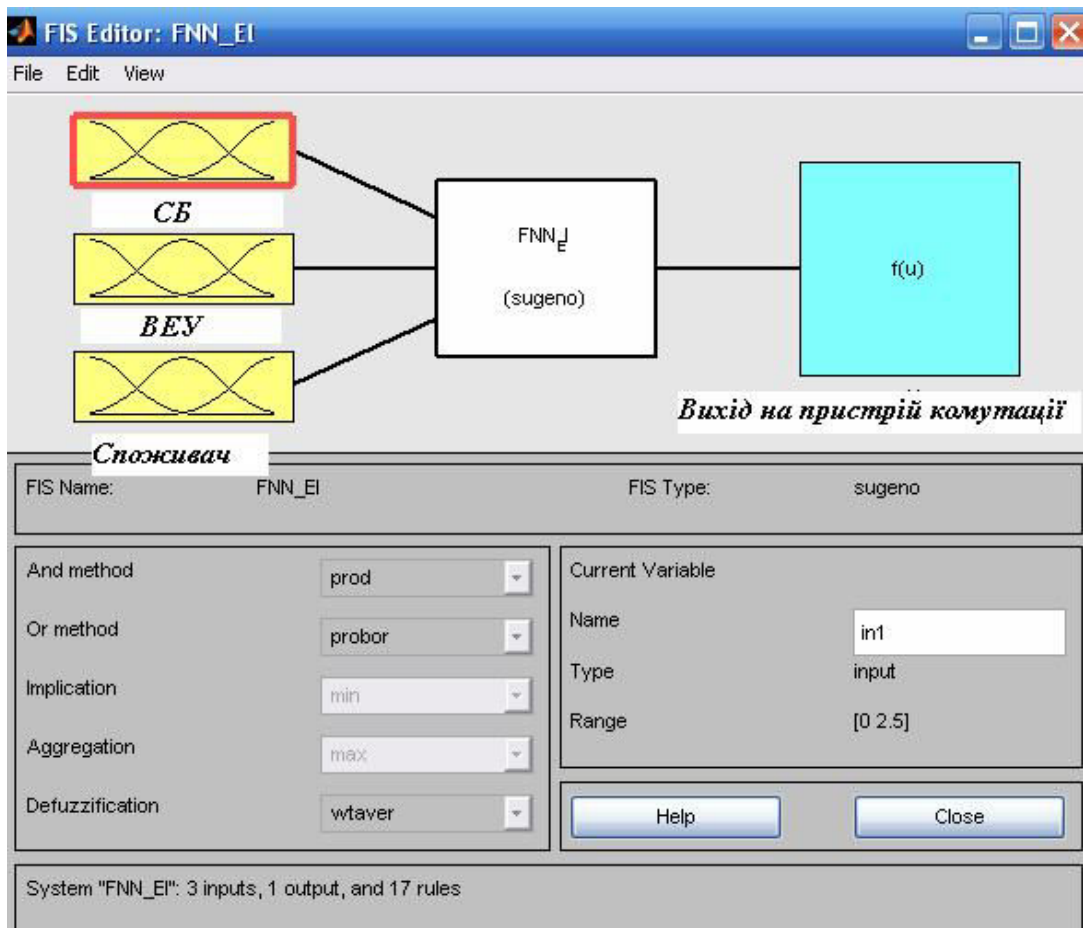 FIS Editor: FNN_El
File Edit View
СБ
ВЕУ
Споживач
FNN_El
(sugeno)
f(u)
Вихід на пристрій комутації
FIS Name: FNN_El FIS Type: sugeno
And method prod
Or method probor
Implication min
Aggregation max
Defuzzification wtaver
Current Variable
Name in1
Type input
Range [0 2.5]
Help Close
System "FNN_El": 3 inputs, 1 output, and 17 rules